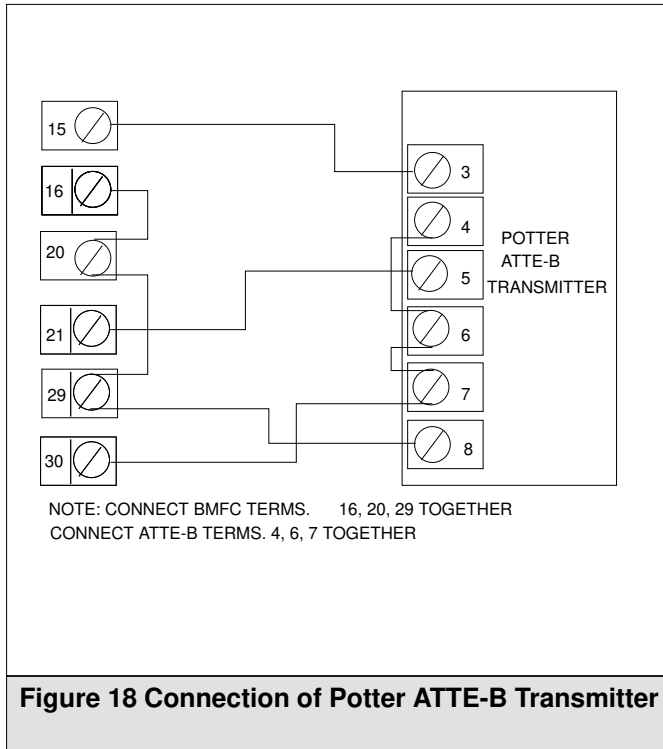 15
16
20
21
29
30
3
4
5
6
7
8
POTTER
ATTE-B
TRANSMITTER
NOTE: CONNECT BMFC TERMS. 16, 20, 29 TOGETHER
CONNECT ATTE-B TERMS. 4, 6, 7 TOGETHER
Figure 18 Connection of Potter ATTE-B Transmitter